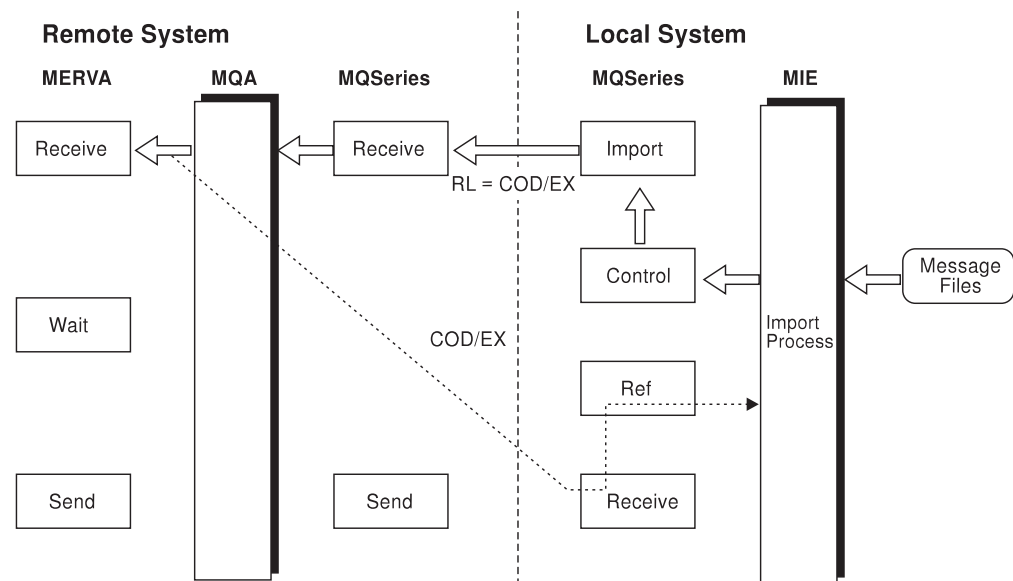 Remote System
Local System
MERVA
MQA
MQSeries
MQSeries
MIE
Receive
Receive
Import
RL = COD/EX
Control
Message
Files
Wait
Import
Process
COD/EX
Ref
Send
Send
Receive